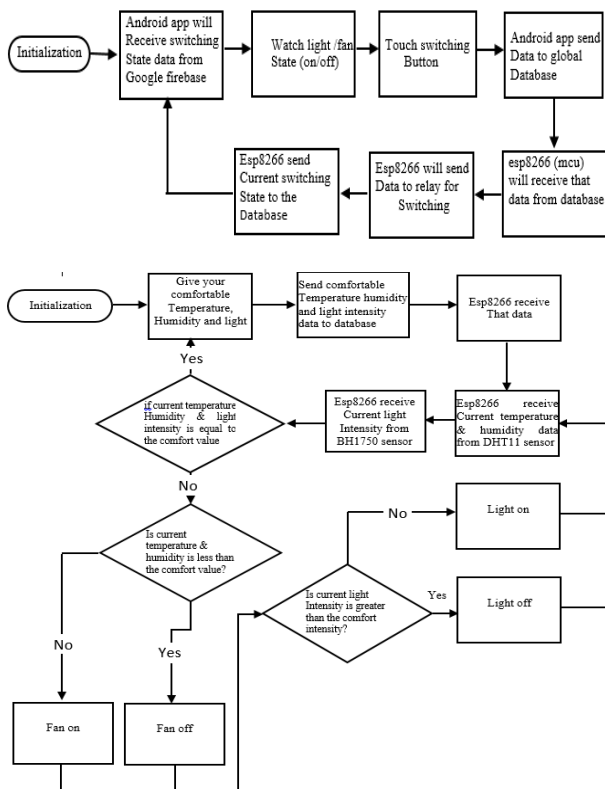 Initialization
Android app will
Receive switching
State data from
Google firebase
Watch light /fan
State (on/off)
Touch switching
Button
Android app send
Data to global
Database
esp8266 (mcu)
will receive that
data from database
Esp8266 will send
Data to relay for
Switching
Esp8266 send
Current switching
State to the
Database
Initialization
Give your
comfortable
Temperature,
Humidity and light
Send comfortable
Temperature humidity
and light intensity
data to database
Esp8266 receive
That data
Esp8266 receive
Current temperature
& humidity data
from DHT11 sensor
Esp8266 receive
Current light
Intensity from
BH1750 sensor
if current temperature
Humidity & light
intensity is equal to
the comfort value
Yes
No
Is current
temperature &
humidity is less than
the comfort value?
No
Yes
Fan on
Fan off
Is current light
Intensity is greater
than the comfort
intensity?
No
Yes
Light on
Light off